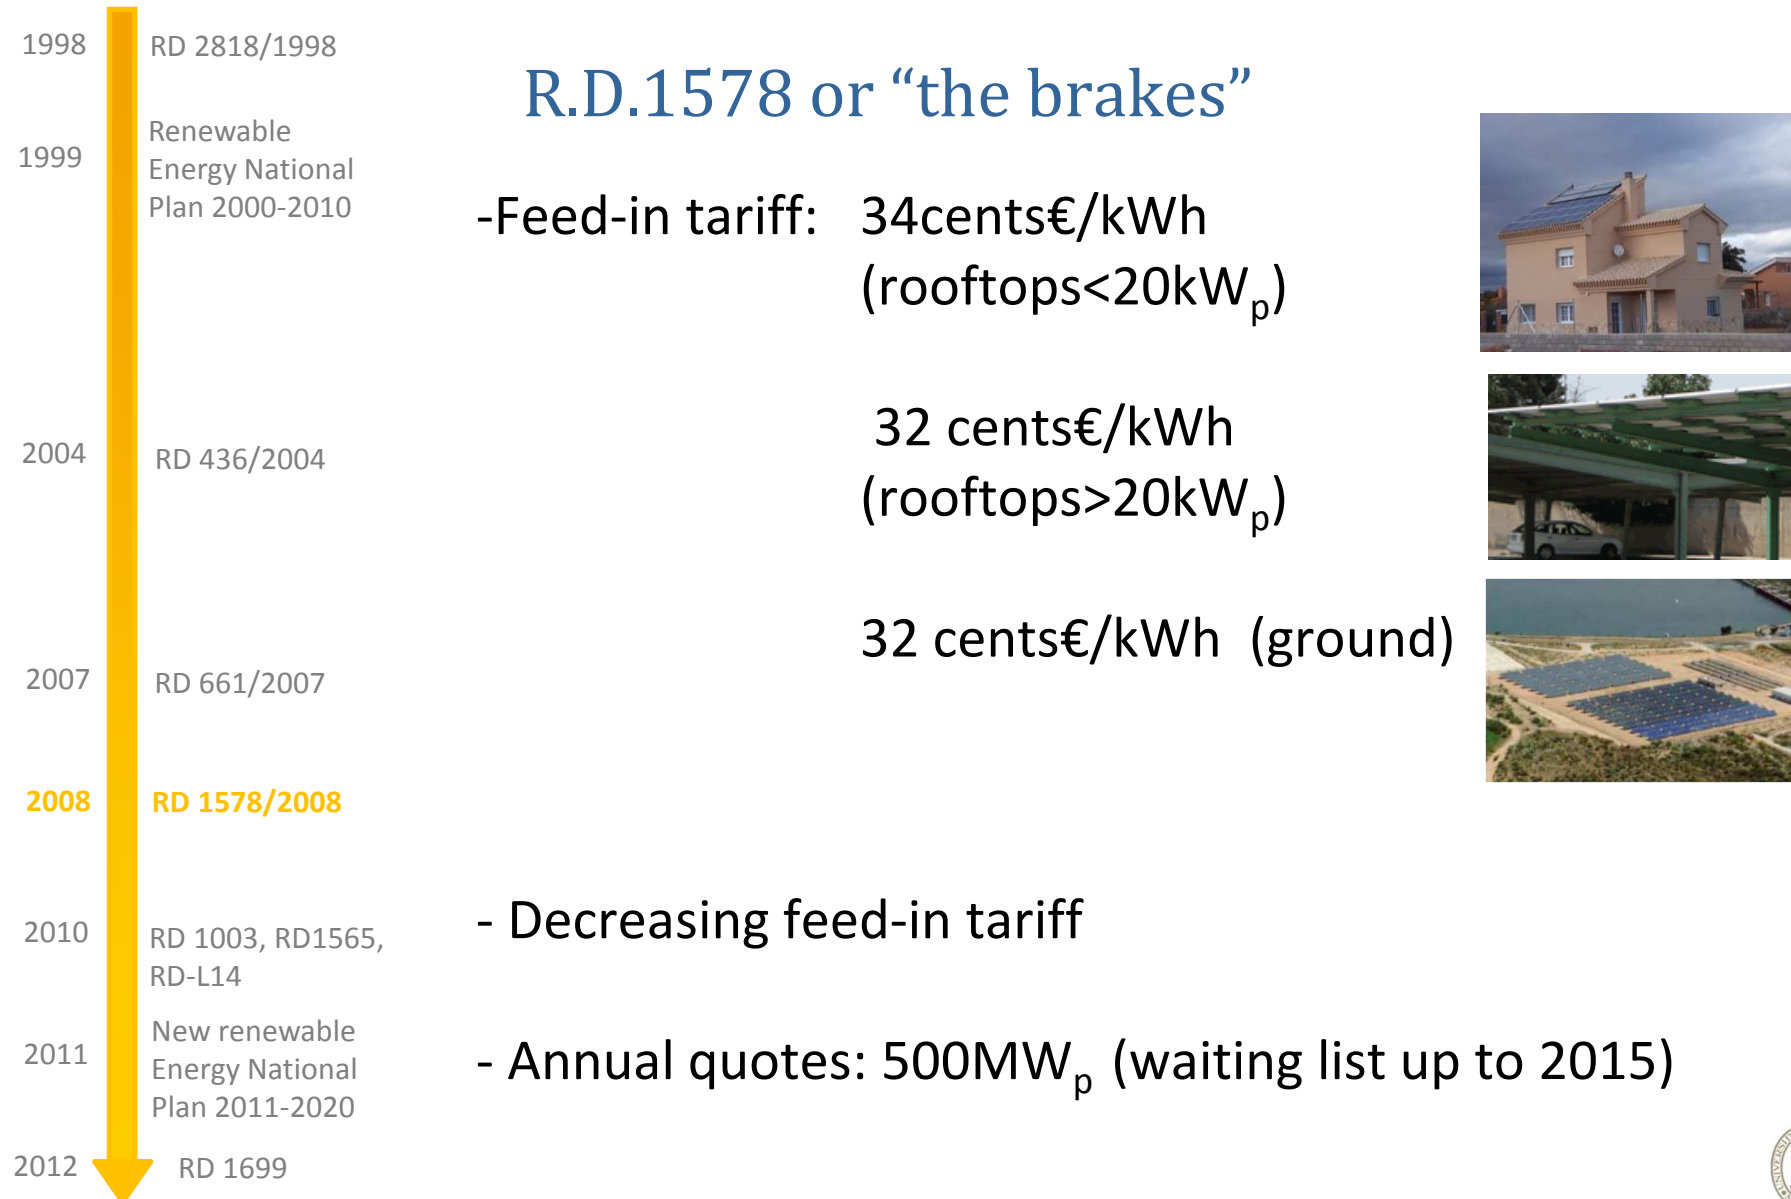 1998
RD 2818/1998
1999
Renewable
Energy National
Plan 2000-2010
2004
RD 436/2004
2007
RD 661/2007
2008
RD 1578/2008
2010
RD 1003, RD1565,
RD-L14
2011
New renewable
Energy National
Plan 2011-2020
2012
RD 1699
R.D.1578 or “the brakes”
-Feed-in tariff: 34cents€/kWh
(rooftops<20kWp)
32 cents€/kWh
(rooftops>20kWp)
32 cents€/kWh (ground)
- Decreasing feed-in tariff
- Annual quotes: 500MWp (waiting list up to 2015)